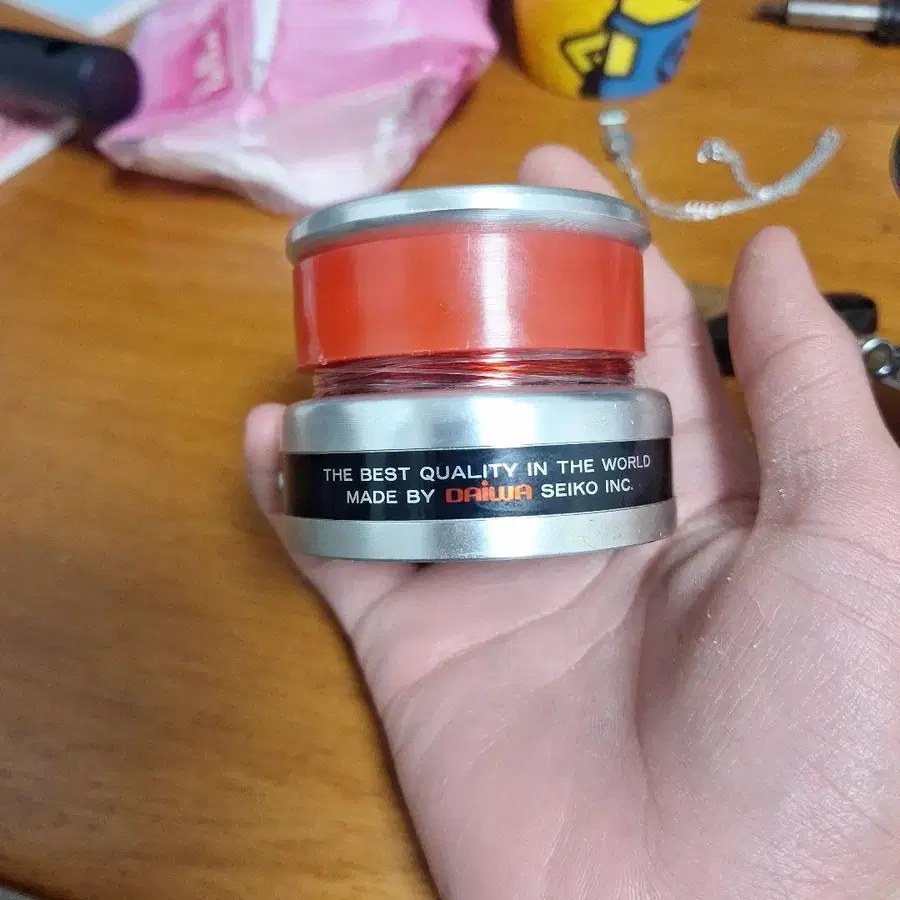 THE BEST QUALITY IN THE WORLD
MADE BY DAIWA SEIKO INC.